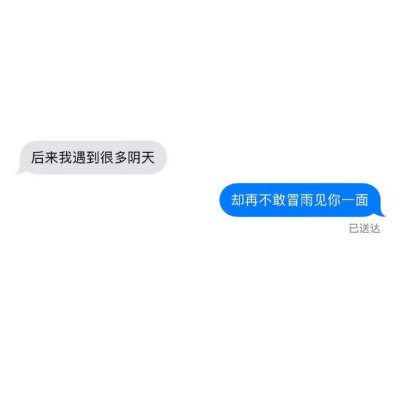 后来我遇到很多阴天
却再不敢冒雨见你一面
已送达